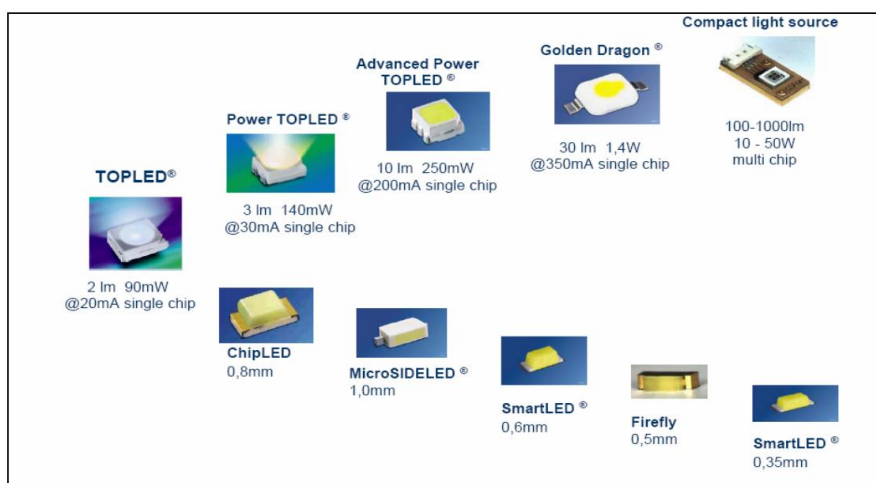 Compact light source
Golden Dragon ®
Advanced Power
TOPLED ®
Power TOPLED ®
TOPLED®
100-1000lm
10 - 50W
multi chip
30 lm 1,4W
@350mA single chip
10 lm 250mW
@200mA single chip
3 lm 140mW
@30mA single chip
2 lm 90mW
@20mA single chip
ChipLED
0,8mm
MicroSIDELED ®
1,0mm
SmartLED ®
0,6mm
Firefly
0,5mm
SmartLED ®
0,35mm